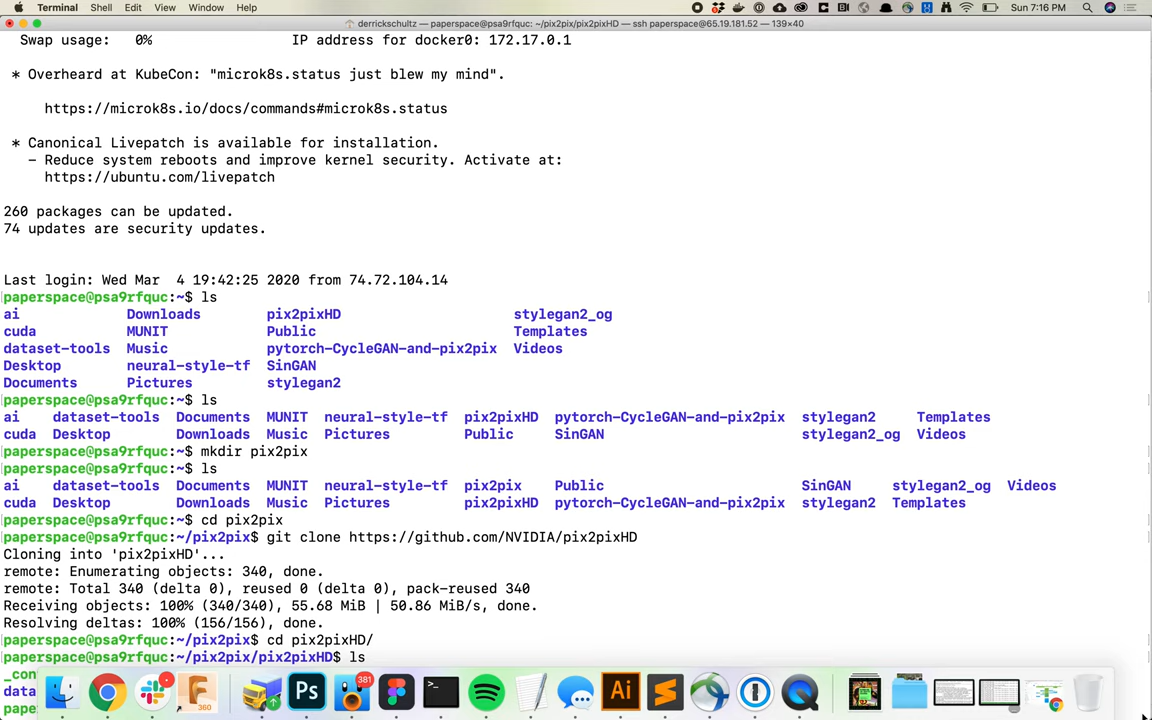 Terminal Shell Edit View Window Help Sun 7:16 PM
derrickschultz — paperspace@psa9rfquc: ~/pix2pix/pix2pixHD — ssh paperspace@65.19.181.52 — 139×40
Swap usage: 0% IP address for docker0: 172.17.0.1
* Overheard at KubeCon: "microk8s.status just blew my mind".
https://microk8s.io/docs/commands#microk8s.status
* Canonical Livepatch is available for installation.
- Reduce system reboots and improve kernel security. Activate at:
https://ubuntu.com/livepatch
260 packages can be updated.
74 updates are security updates.
Last login: Wed Mar 4 19:42:25 2020 from 74.72.104.14
paperspace@psa9rfquc:~$ ls
ai Downloads pix2pixHD stylegan2_og
cuda MUNIT Public Templates
dataset-tools Music pytorch-CycleGAN-and-pix2pix Videos
Desktop neural-style-tf SinGAN
Documents Pictures stylegan2
paperspace@psa9rfquc:~$ ls
ai dataset-tools Documents MUNIT neural-style-tf pix2pixHD pytorch-CycleGAN-and-pix2pix stylegan2 Templates
cuda Desktop Downloads Music Pictures Public SinGAN stylegan2_og Videos
paperspace@psa9rfquc:~$ mkdir pix2pix
paperspace@psa9rfquc:~$ ls
ai dataset-tools Documents MUNIT neural-style-tf pix2pix Public SinGAN stylegan2_og Videos
cuda Desktop Downloads Music Pictures pix2pixHD pytorch-CycleGAN-and-pix2pix stylegan2 Templates
paperspace@psa9rfquc:~$ cd pix2pix
paperspace@psa9rfquc:~/pix2pix$ git clone https://github.com/NVIDIA/pix2pixHD
Cloning into 'pix2pixHD'...
remote: Enumerating objects: 340, done.
remote: Total 340 (delta 0), reused 0 (delta 0), pack-reused 340
Receiving objects: 100% (340/340), 55.68 MiB | 50.86 MiB/s, done.
Resolving deltas: 100% (156/156), done.
paperspace@psa9rfquc:~/pix2pix$ cd pix2pixHD/
paperspace@psa9rfquc:~/pix2pix/pix2pixHD$ ls
_con
data
pape
360
Ps
381
>_
Ai